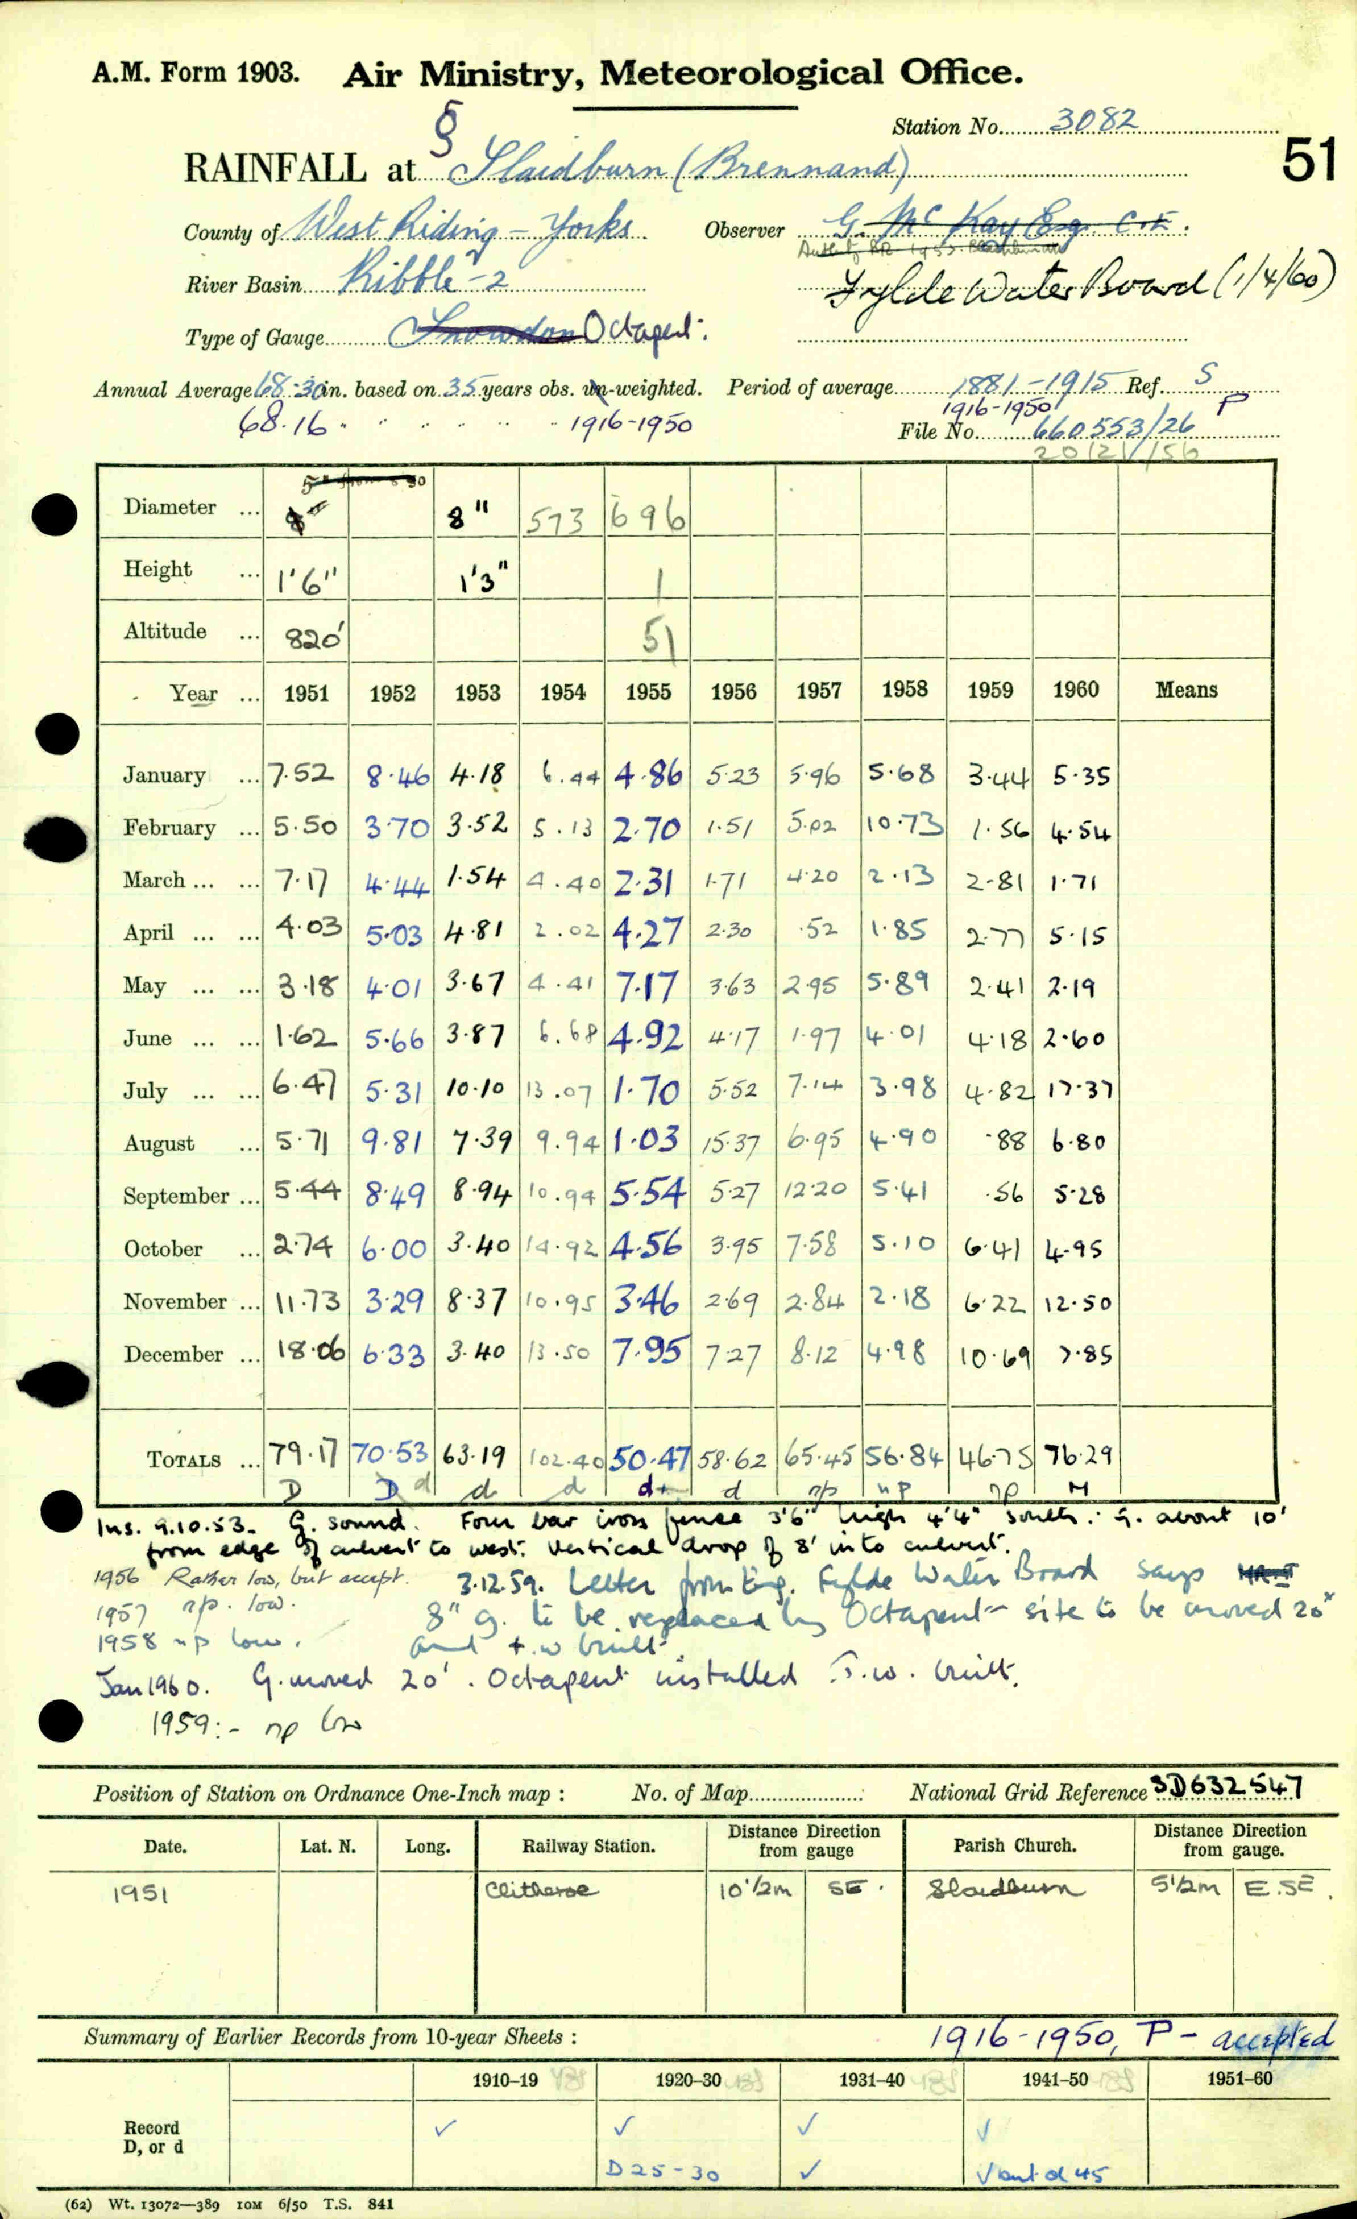 A.M. Form 1903. Air Ministry, Meteorological Office.
§
Station No. 3082
51
RAINFALL at Slaidburn (Brennand)
County of West Riding - Yorks Observer G. McKay Esq. C.E.
River Basin Ribble - 2
Fylde Water Board (1/4/60)
Type of Gauge Snowdon Octapent.
Annual Average 68.30 in. based on 35 years obs. un-weighted. Period of average 1881-1915 Ref. S
68.16 " " " " " 1916-1950 1916-1950 P
File No. 660553/26
20121/56
5" from 8 30
Diameter ... 8" 8" 573 696
Height ... 1'6" 1'3" 1
Altitude ... 820' 51
Year ... 1951 1952 1953 1954 1955 1956 1957 1958 1959 1960 Means
January ... 7.52 8.46 4.18 6.44 4.86 5.23 5.96 5.68 3.44 5.35
February ... 5.50 3.70 3.52 5.13 2.70 1.51 5.02 10.73 1.56 4.54
March ... ... 7.17 4.44 1.54 4.40 2.31 1.71 4.20 2.13 2.81 1.71
April ... ... 4.03 5.03 4.81 2.02 4.27 2.30 .52 1.85 2.77 5.15
May ... ... 3.18 4.01 3.67 4.41 7.17 3.63 2.95 5.89 2.41 2.19
June ... ... 1.62 5.66 3.87 6.68 4.92 4.17 1.97 4.01 4.18 2.60
July ... ... 6.47 5.31 10.10 13.07 1.70 5.52 7.14 3.98 4.82 17.37
August ... 5.71 9.81 7.39 9.94 1.03 15.37 6.95 4.90 .88 6.80
September ... 5.44 8.49 8.94 10.94 5.54 5.27 12.20 5.41 .56 5.28
October ... 2.74 6.00 3.40 14.92 4.56 3.95 7.58 5.10 6.41 4.95
November ... 11.73 3.29 8.37 10.95 3.46 2.69 2.84 2.18 6.22 12.50
December ... 18.06 6.33 3.40 13.50 7.95 7.27 8.12 4.98 10.69 7.85
TOTALS ... 79.17 70.53 63.19 102.40 50.47 58.62 65.45 56.84 46.75 76.29
D D d d d d+ d np np np M
Ins. 9.10.53. G. sound. Four bar iron fence 3'6" high 4'4" south. G. about 10'
from edge of culvert to west. Vertical drop of 8' into culvert.
1956 Rather low, but accept. 3.12.59. Letter from Eng. Fylde Water Board says
1957 np. low. 8" g. to be replaced by Octapent - site to be moved 20'
1958 np low. and t.w built.
Jan 1960. G. moved 20'. Octapent installed T.w. built.
1959:- np low
Position of Station on Ordnance One-Inch map : No. of Map National Grid Reference SD632547
Date. Lat. N. Long. Railway Station. Distance Direction from gauge Parish Church. Distance Direction from gauge.
1951 Clitheroe 10 1/2 m SE. Slaidburn 5 1/2 m E.SE.
Summary of Earlier Records from 10-year Sheets : 1916-1950, P - accepted
1910–19 1920–30 1931–40 1941–50 1951–60
Record ✓ ✓ ✓ ✓
D, or d D25-30 ✓ ✓ but d 45
(62) Wt. 13072—389 10M 6/50 T.S. 841